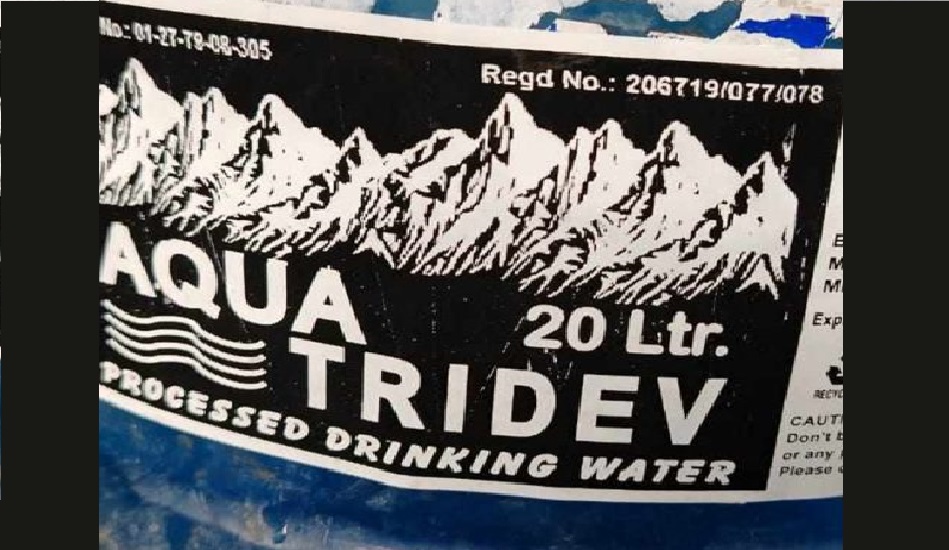 No.: 01-27-79-08-305
Regd No.: 206719/077/078
AQUA
TRIDEV
20 Ltr.
PROCESSED DRINKING WATER
Exp
CAUTI
Don't b
or any
Please